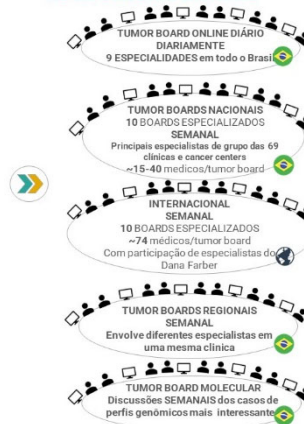 TUMOR BOARD ONLINE DIÁRIO
DIARIAMENTE
9 ESPECIALIDADES em todo o Brasil
TUMOR BOARDS NACIONAIS
10 BOARDS ESPECIALIZADOS
SEMANAL
Principais especialistas de grupo das 69
clínicas e cancer centers
~15-40 medicos/tumor board
INTERNACIONAL
SEMANAL
10 BOARDS ESPECIALIZADOS
~74 médicos/tumor board
Com participação de especialistas do
Dana Farber
TUMOR BOARDS REGIONAIS
SEMANAL
Envolve diferentes especialistas em
uma mesma clínica
TUMOR BOARD MOLECULAR
Discussões SEMANAIS dos casos de
perfis genômicos mais interessante